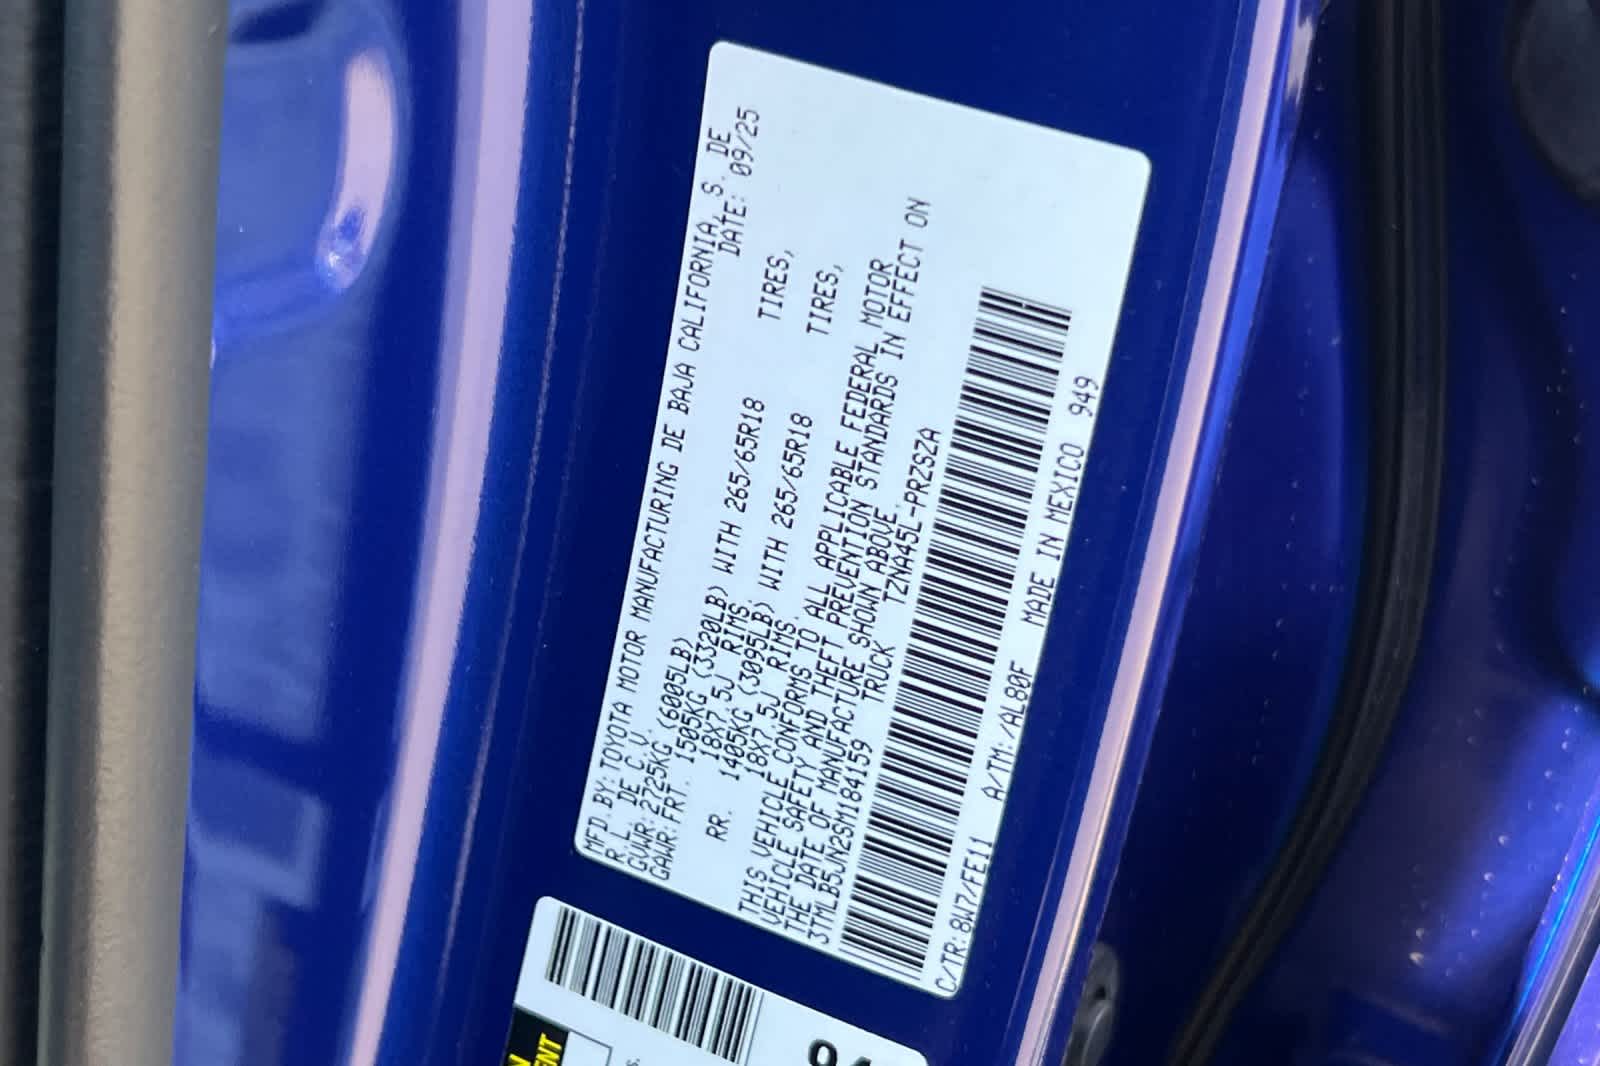 MFD.BY:TOYOTA MOTOR MANUFACTURING DE BAJA CALIFORNIA, S. DE
R. L. DE C.V. DATE: 09/25
GVWR:2725KG (6005LB)
GAWR:FRT. 1505KG (3320LB) WITH 265/65R18 TIRES,
18X7.5J RIMS,
RR. 1405KG (3095LB) WITH 265/65R18 TIRES,
18X7.5J RIMS,
THIS VEHICLE CONFORMS TO ALL APPLICABLE FEDERAL MOTOR
VEHICLE SAFETY AND THEFT PREVENTION STANDARDS IN EFFECT ON
THE DATE OF MANUFACTURE SHOWN ABOVE.
3TMLB5JN2SM184159 TRUCK TZNA45L-PRZSZA
C/TR:8W7/FE11 A/TM:/AL80F MADE IN MEXICO 949